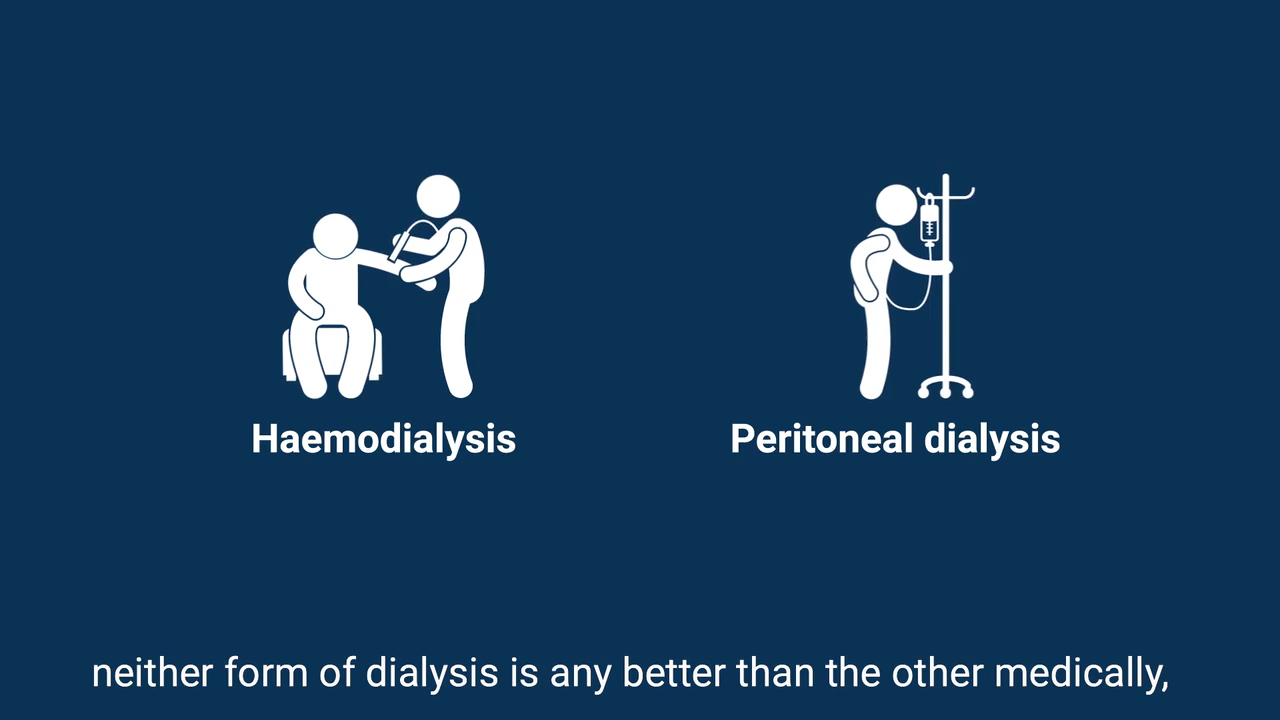 Haemodialysis
Peritoneal dialysis
neither form of dialysis is any better than the other medically,